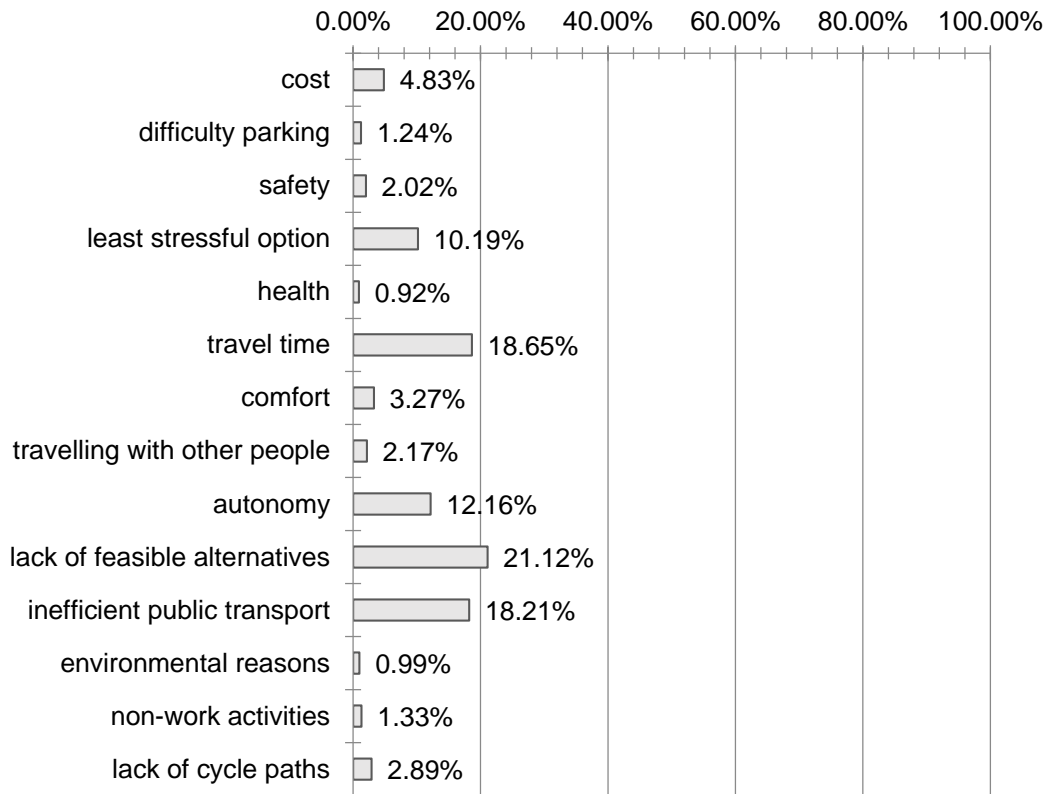 0.00% 20.00% 40.00% 60.00% 80.00% 100.00%
cost 4.83%
difficulty parking 1.24%
safety 2.02%
least stressful option 10.19%
health 0.92%
travel time 18.65%
comfort 3.27%
travelling with other people 2.17%
autonomy 12.16%
lack of feasible alternatives 21.12%
inefficient public transport 18.21%
environmental reasons 0.99%
non-work activities 1.33%
lack of cycle paths 2.89%